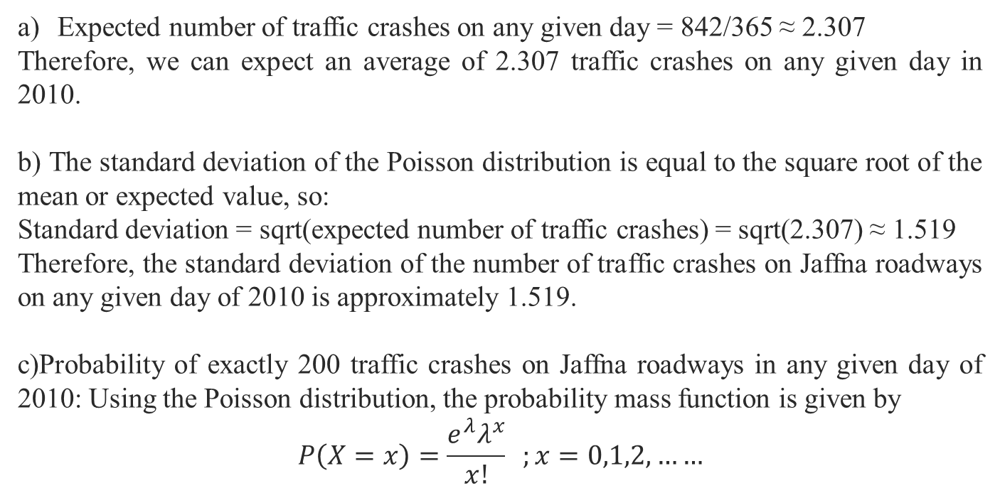 a) Expected number of traffic crashes on any given day = 842/365 ≈ 2.307
Therefore, we can expect an average of 2.307 traffic crashes on any given day in
2010.
b) The standard deviation of the Poisson distribution is equal to the square root of the
mean or expected value, so:
Standard deviation = sqrt(expected number of traffic crashes) = sqrt(2.307) ≈ 1.519
Therefore, the standard deviation of the number of traffic crashes on Jaffna roadways
on any given day of 2010 is approximately 1.519.
c)Probability of exactly 200 traffic crashes on Jaffna roadways in any given day of
2010: Using the Poisson distribution, the probability mass function is given by
P(X = x) = \frac{e^λ λ^x}{x!} ; x = 0,1,2, … …